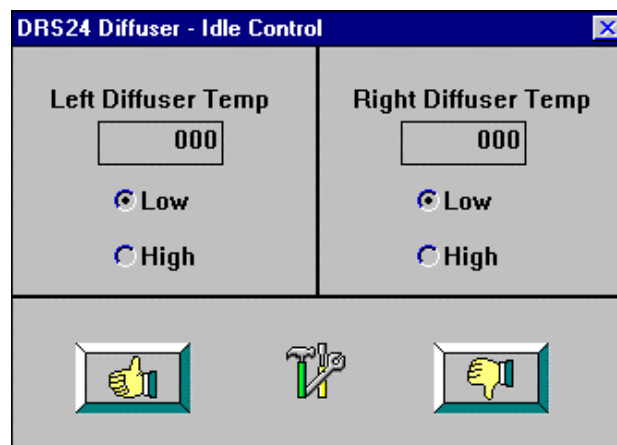 DRS24 Diffuser - Idle Control
Left Diffuser Temp
000
Low
High
Right Diffuser Temp
000
Low
High